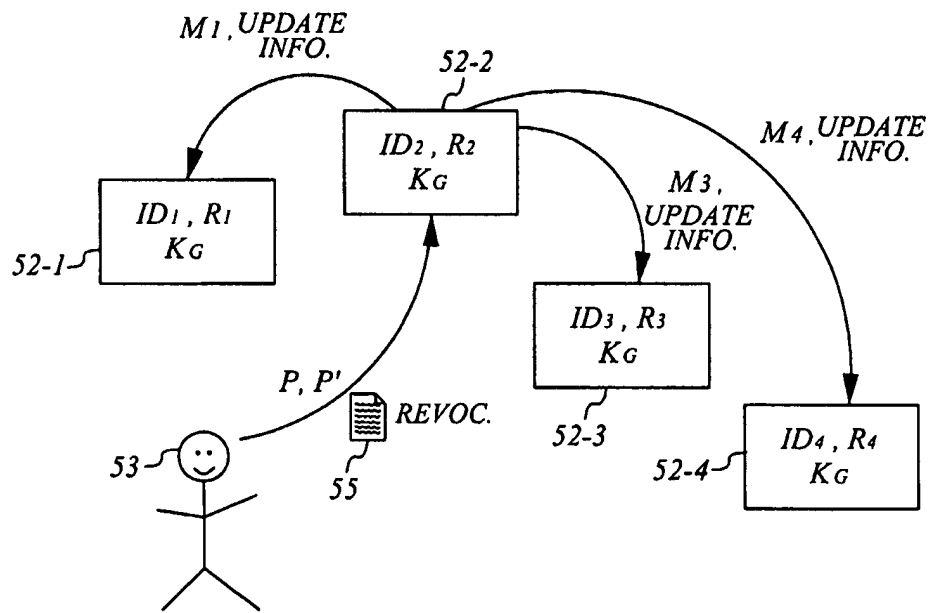 M1, UPDATE
INFO.
52-2
ID2, R2
KG
M4, UPDATE
INFO.
M3,
UPDATE
INFO.
ID1, R1
KG
52-1
ID3, R3
KG
52-3
P, P'
REVOC.
55
53
ID4, R4
KG
52-4